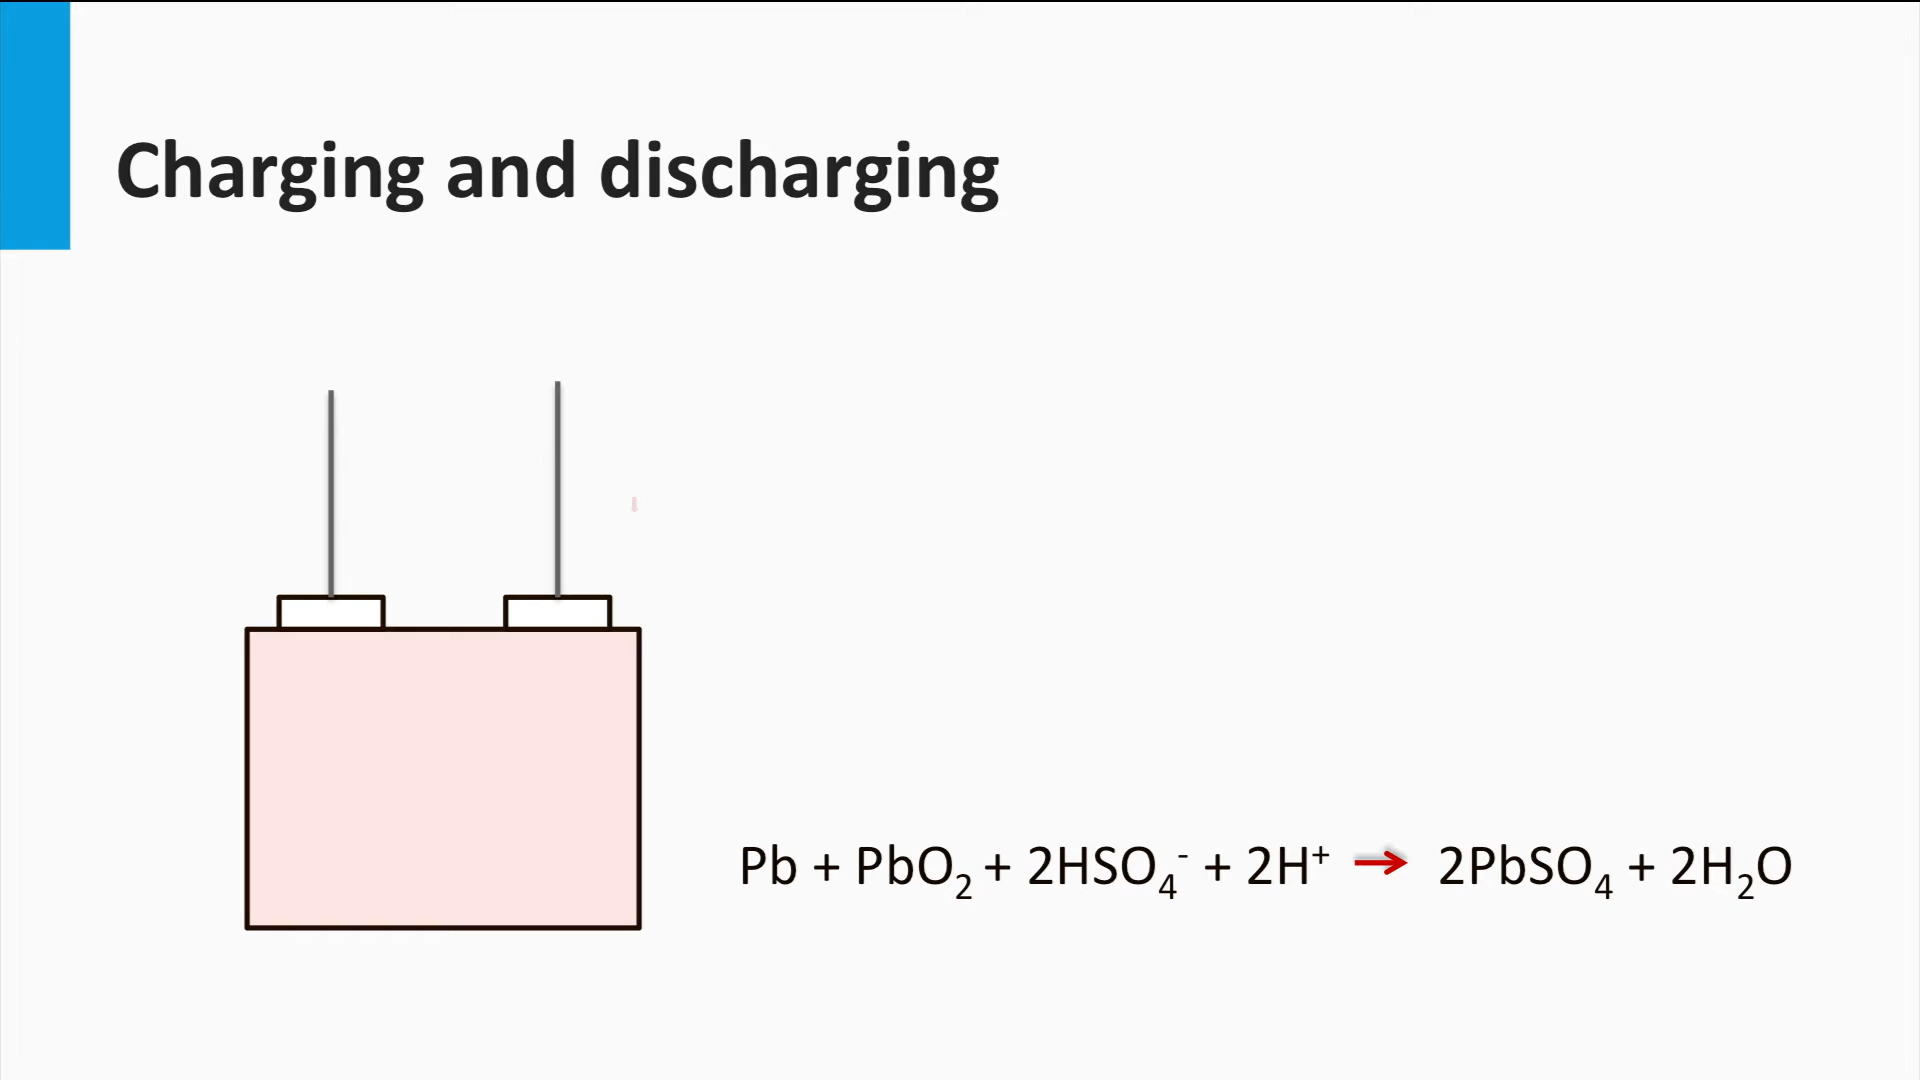 Charging and discharging
Pb + PbO₂ + 2HSO₄⁻ + 2H⁺ → 2PbSO₄ + 2H₂O